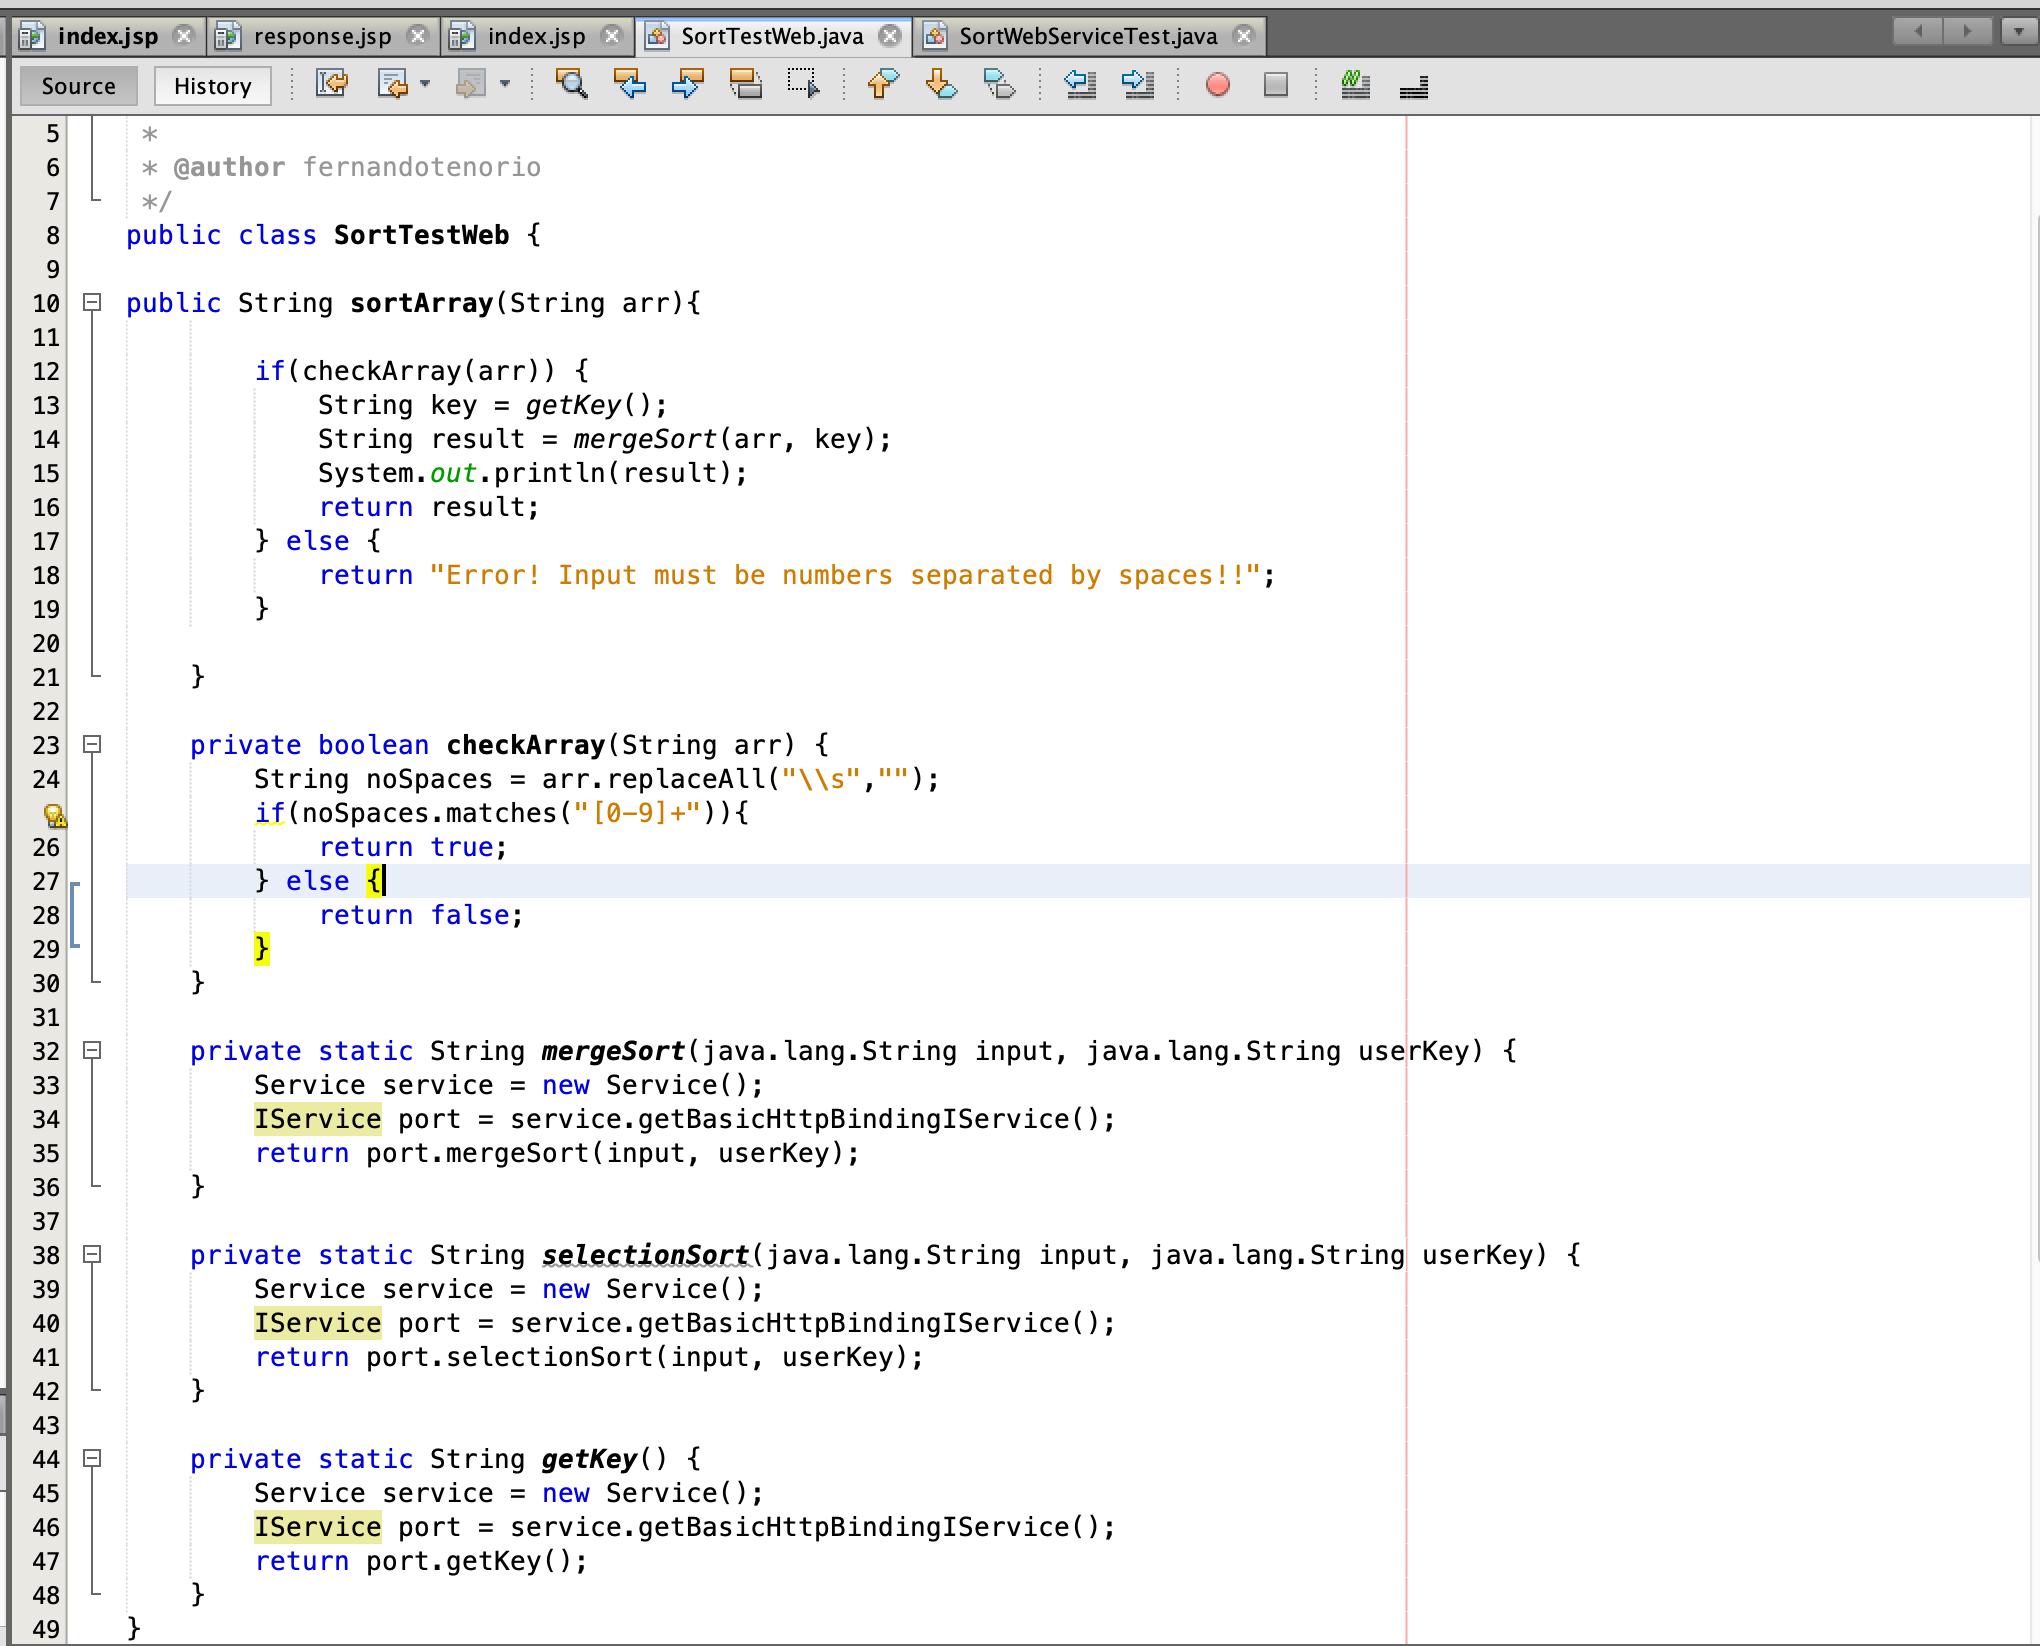 index.jsp response.jsp index.jsp SortTestWeb.java SortWebServiceTest.java
Source History
5 *
6 * @author fernandotenorio
7 */
8 public class SortTestWeb {
9
10 public String sortArray(String arr){
11
12 if(checkArray(arr)) {
13 String key = getKey();
14 String result = mergeSort(arr, key);
15 System.out.println(result);
16 return result;
17 } else {
18 return "Error! Input must be numbers separated by spaces!!";
19 }
20
21 }
22
23 private boolean checkArray(String arr) {
24 String noSpaces = arr.replaceAll("\\s","");
if(noSpaces.matches("[0-9]+")){
26 return true;
27 } else {
28 return false;
29 }
30 }
31
32 private static String mergeSort(java.lang.String input, java.lang.String userKey) {
33 Service service = new Service();
34 IService port = service.getBasicHttpBindingIService();
35 return port.mergeSort(input, userKey);
36 }
37
38 private static String selectionSort(java.lang.String input, java.lang.String userKey) {
39 Service service = new Service();
40 IService port = service.getBasicHttpBindingIService();
41 return port.selectionSort(input, userKey);
42 }
43
44 private static String getKey() {
45 Service service = new Service();
46 IService port = service.getBasicHttpBindingIService();
47 return port.getKey();
48 }
49 }